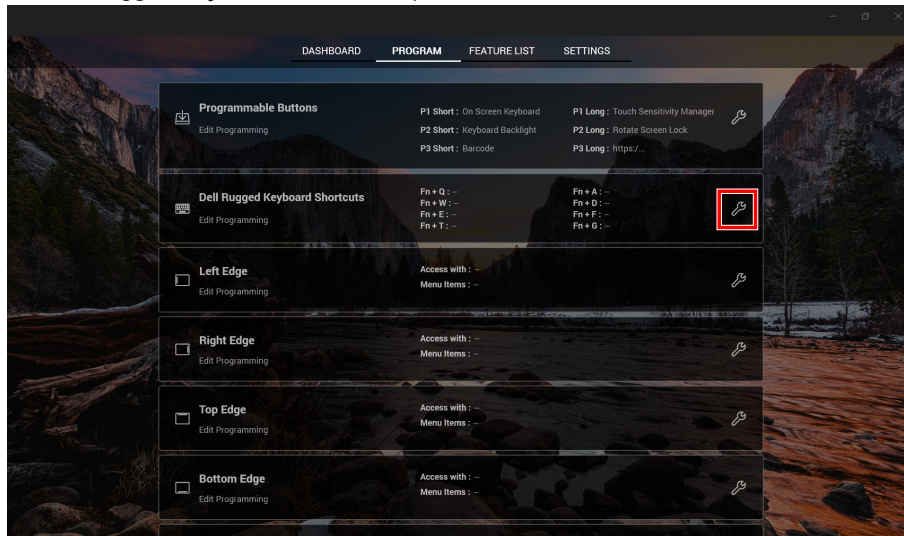 DASHBOARD PROGRAM FEATURE LIST SETTINGS
Programmable Buttons
Edit Programming
P1 Short : On Screen Keyboard P1 Long : Touch Sensitivity Manager
P2 Short : Keyboard Backlight P2 Long : Rotate Screen Lock
P3 Short : Barcode P3 Long : https:/...
Dell Rugged Keyboard Shortcuts
Edit Programming
Fn + Q : – Fn + A : –
Fn + W : – Fn + D : –
Fn + E : – Fn + F : –
Fn + T : – Fn + G : –
Left Edge
Edit Programming
Access with : –
Menu Items : –
Right Edge
Edit Programming
Access with : –
Menu Items : –
Top Edge
Edit Programming
Access with : –
Menu Items : –
Bottom Edge
Edit Programming
Access with : –
Menu Items : –